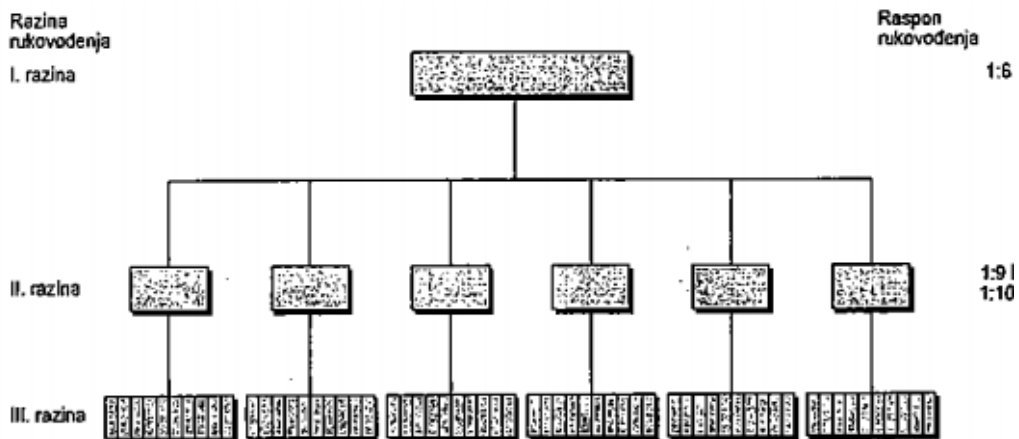 Razina
rukovođenja
Raspon
rukovođenja
I. razina
1:6
II. razina
1:9 i
1:10
III. razina